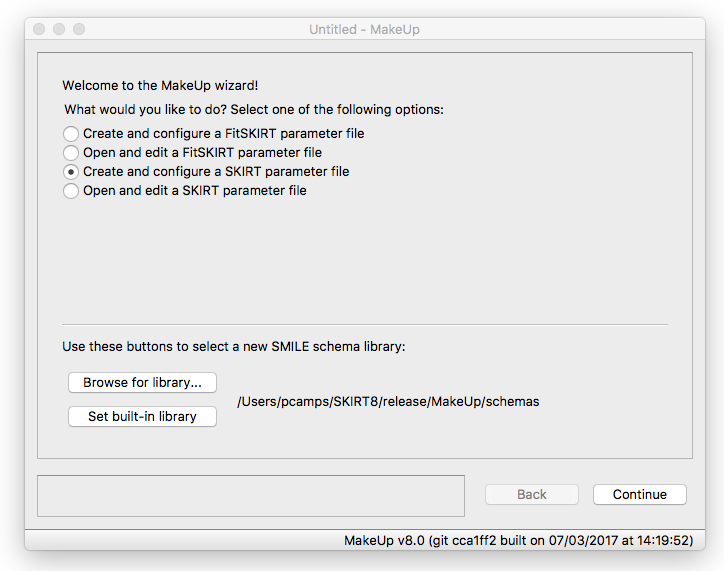 Untitled - MakeUp
Welcome to the MakeUp wizard!
What would you like to do? Select one of the following options:
Create and configure a FitSKIRT parameter file
Open and edit a FitSKIRT parameter file
Create and configure a SKIRT parameter file
Open and edit a SKIRT parameter file
Use these buttons to select a new SMILE schema library:
Browse for library...
/Users/pcamps/SKIRT8/release/MakeUp/schemas
Set built-in library
Back
Continue
MakeUp v8.0 (git cca1ff2 built on 07/03/2017 at 14:19:52)